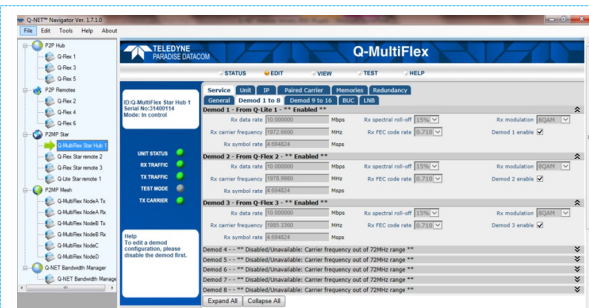 Q-NET™ Navigator Ver. 1.7.1.0
File Edit Tools Help About
P2P Hub
Q-Flex 1
Q-Flex 3
Q-Flex 5
P2P Remotes
Q-Flex 2
Q-Flex 4
Q-Flex 6
P2MP Star
Q-MultiFlex Star Hub 1
Q-Flex Star remote 2
Q-Flex Star remote 3
Q-Lite Star remote 1
P2MP Mesh
Q-MultiFlex NodeA Tx
Q-MultiFlex NodeA Rx
Q-MultiFlex NodeB Tx
Q-MultiFlex NodeB Rx
Q-MultiFlex NodeC
Q-MultiFlex NodeD
Q-NET Bandwidth Manager
Q-NET Bandwidth Manage
TELEDYNE
PARADISE DATACOM
Q-MultiFlex
STATUS EDIT VIEW TEST HELP
ID:Q-MultiFlex Star Hub 1
Serial No:31400114
Mode: In control
UNIT STATUS
RX TRAFFIC
TX TRAFFIC
TEST MODE
TX CARRIER
Help
To edit a demod
configuration, please
disable the demod first.
Service Unit IP Paired Carrier Memories Redundancy
General Demod 1 to 8 Demod 9 to 16 BUC LNB
Demod 1 - From Q-Lite 1 - ** Enabled **
Rx data rate 10.000000 Mbps Rx spectral roll-off 15% Rx modulation 8QAM
Rx carrier frequency 1972.6600 MHz Rx FEC code rate 0.710 Demod 1 enable
Rx symbol rate 4.694824 Msps
Demod 2 - From Q-Flex 2 - ** Enabled **
Rx data rate 10.000000 Mbps Rx spectral roll-off 15% Rx modulation 8QAM
Rx carrier frequency 1978.9980 MHz Rx FEC code rate 0.710 Demod 2 enable
Rx symbol rate 4.694824 Msps
Demod 3 - From Q-Flex 3 - ** Enabled **
Rx data rate 10.000000 Mbps Rx spectral roll-off 15% Rx modulation 8QAM
Rx carrier frequency 1985.3360 MHz Rx FEC code rate 0.710 Demod 3 enable
Rx symbol rate 4.694824 Msps
Demod 4 - - ** Disabled/Unavailable: Carrier frequency out of 72MHz range **
Demod 5 - - ** Disabled/Unavailable: Carrier frequency out of 72MHz range **
Demod 6 - - ** Disabled/Unavailable: Carrier frequency out of 72MHz range **
Demod 7 - - ** Disabled/Unavailable: Carrier frequency out of 72MHz range **
Demod 8 - - ** Disabled/Unavailable: Carrier frequency out of 72MHz range **
Expand All Collapse All